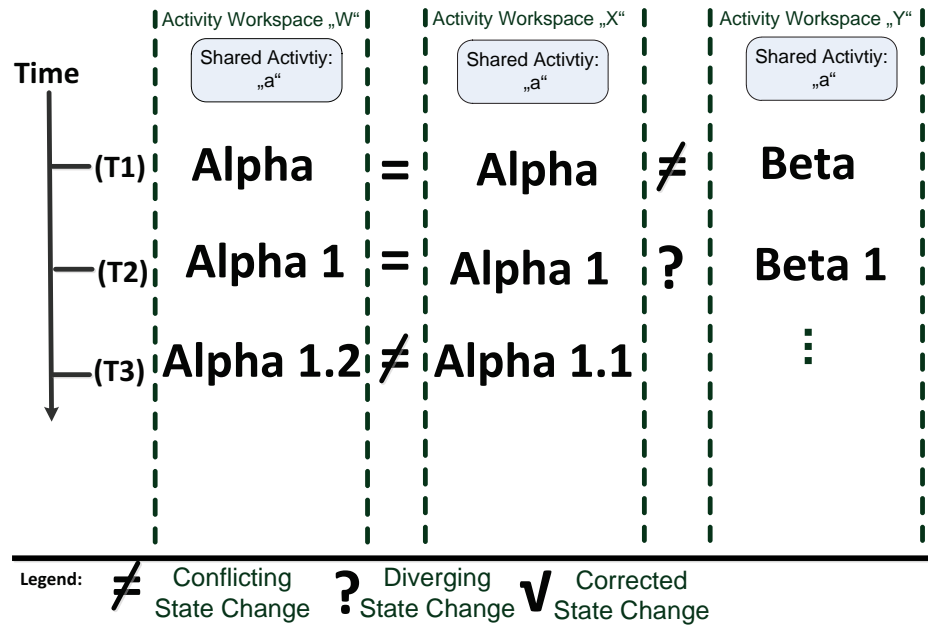 Activity Workspace „W“ Activity Workspace „X“ Activity Workspace „Y“
Shared Activtiy: Shared Activtiy: Shared Activtiy:
„a“ „a“ „a“
Time
(T1) Alpha = Alpha ≠ Beta
(T2) Alpha 1 = Alpha 1 ? Beta 1
(T3) Alpha 1.2 ≠ Alpha 1.1 ⋮
Legend: ≠ Conflicting ? Diverging √ Corrected
State Change State Change State Change